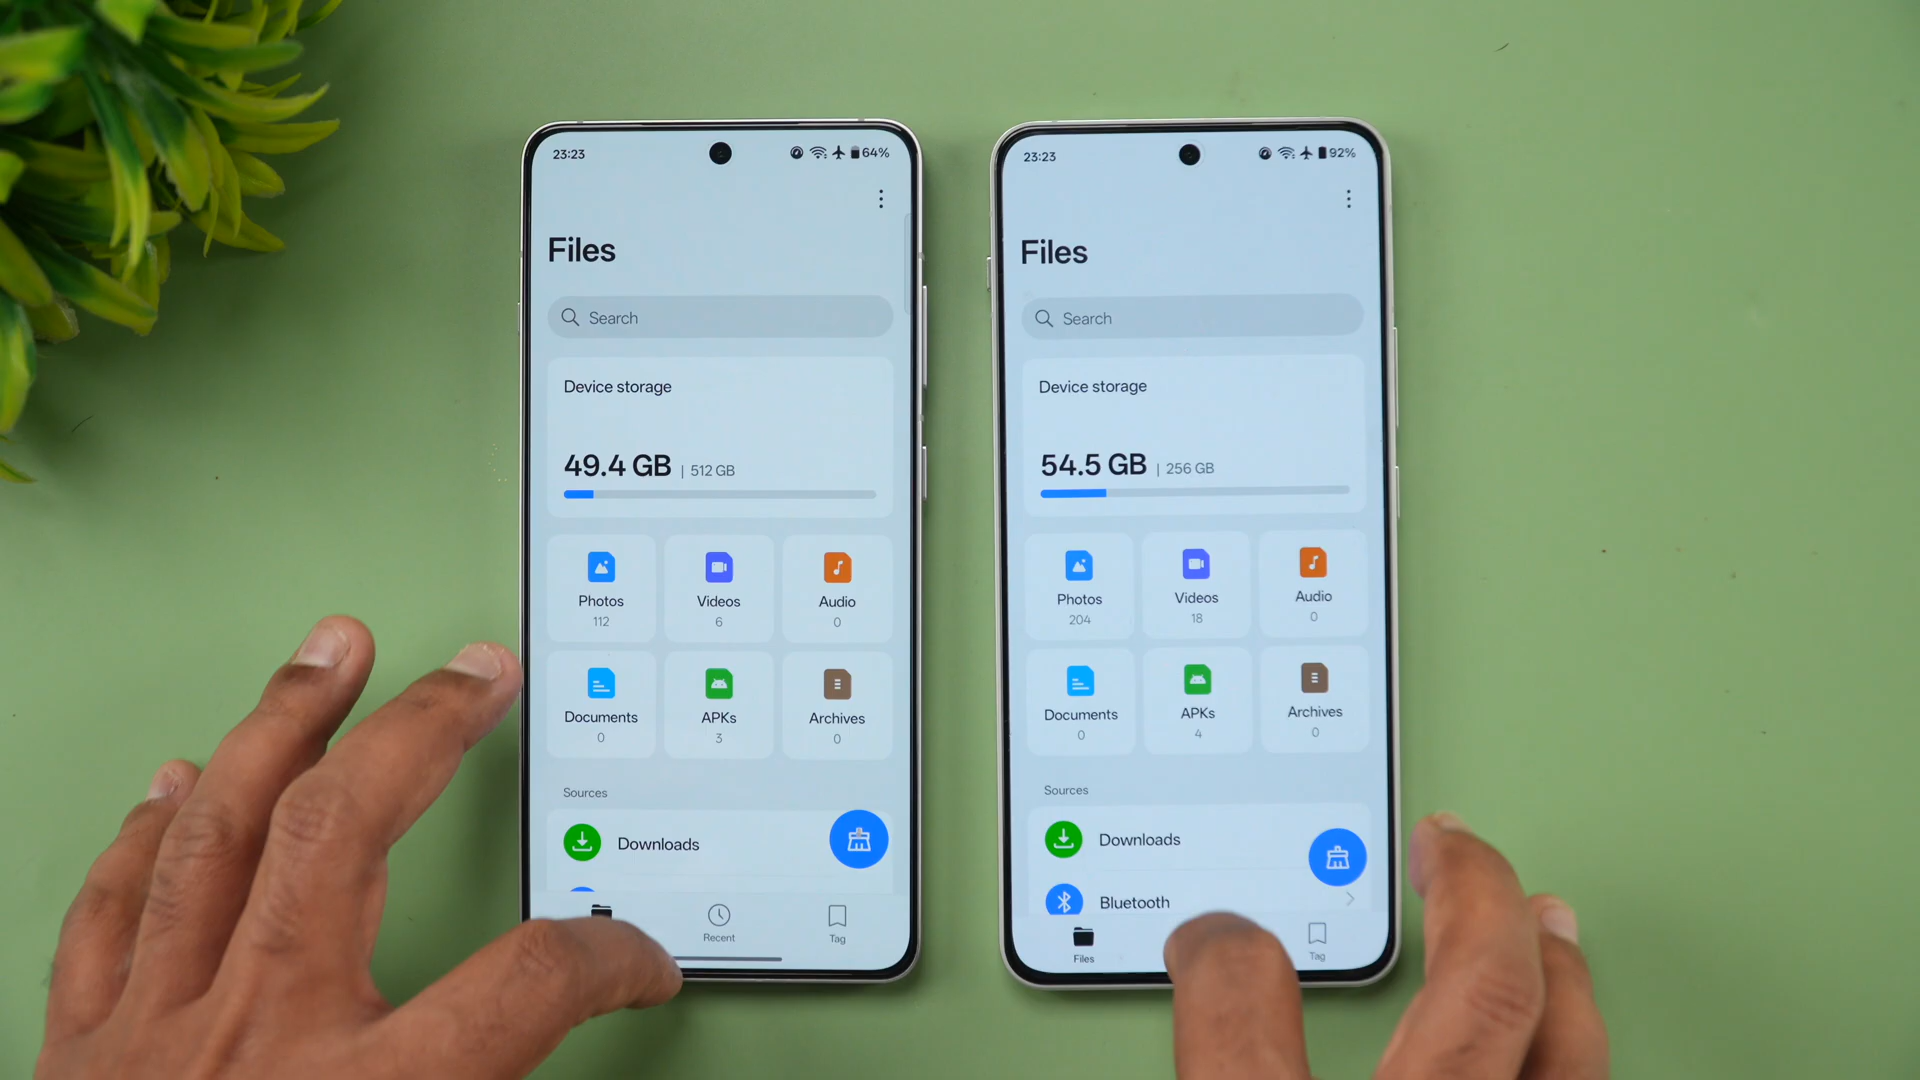 23:23
64%
Files
Search
Device storage
49.4 GB | 512 GB
Photos
Videos
Audio
112
6
0
Documents
APKs
Archives
0
3
0
Sources
Downloads
Recent
Tag
23:23
92%
Files
Search
Device storage
54.5 GB | 256 GB
Photos
Videos
Audio
204
18
0
Documents
APKs
Archives
0
4
0
Sources
Downloads
Bluetooth
Files
Tag